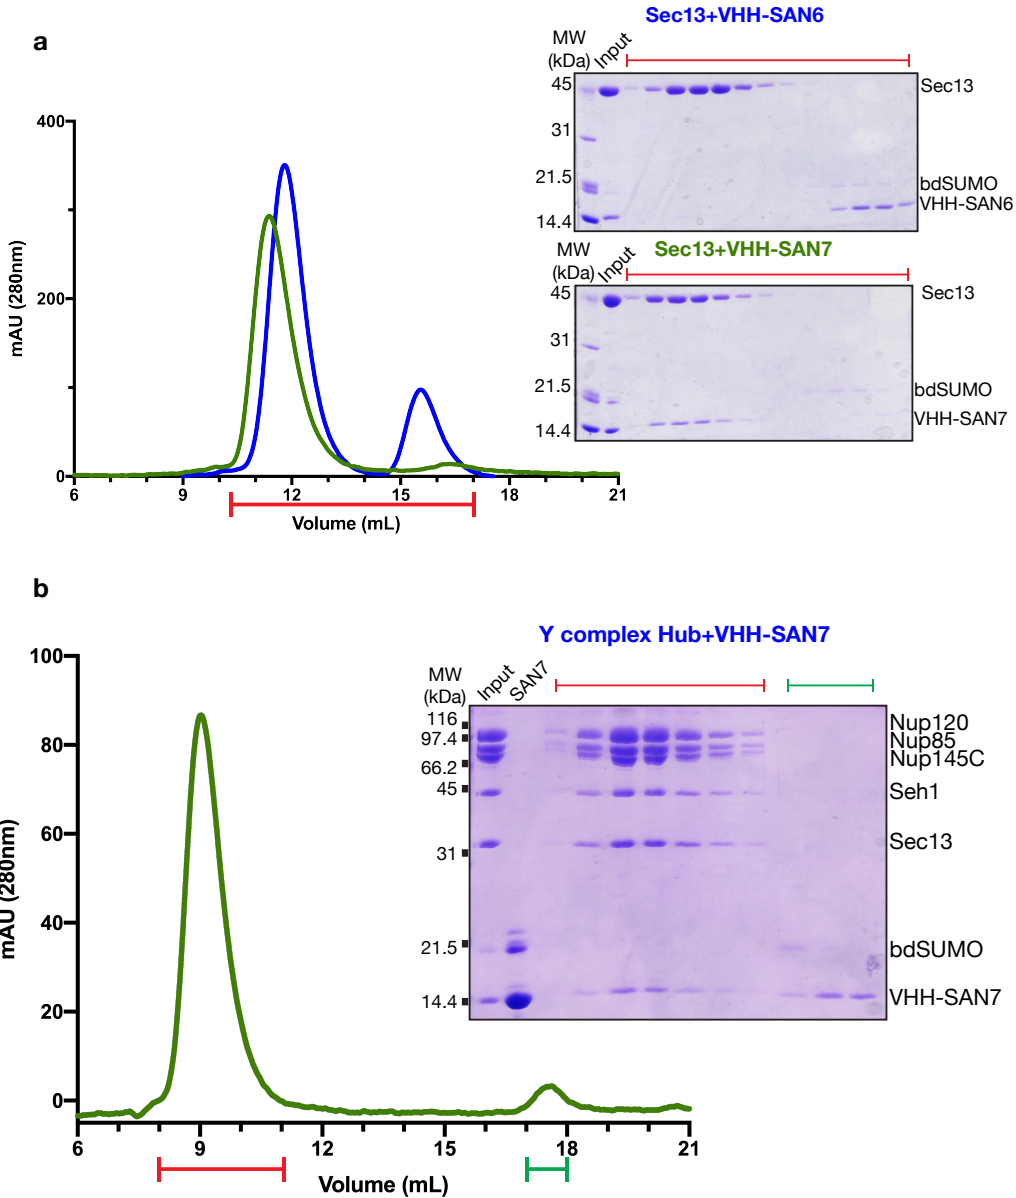 a
Sec13+VHH-SAN6
MW
(kDa)
Input
45
31
21.5
14.4
Sec13
bdSUMO
VHH-SAN6
Sec13+VHH-SAN7
MW
(kDa)
Input
45
31
21.5
14.4
Sec13
bdSUMO
VHH-SAN7
400
200
0
mAU (280nm)
6 9 12 15 18 21
Volume (mL)
b
Y complex Hub+VHH-SAN7
MW
(kDa)
Input
SAN7
116
97.4
66.2
45
31
21.5
14.4
Nup120
Nup85
Nup145C
Seh1
Sec13
bdSUMO
VHH-SAN7
100
80
60
40
20
0
mAU (280nm)
6 9 12 15 18 21
Volume (mL)